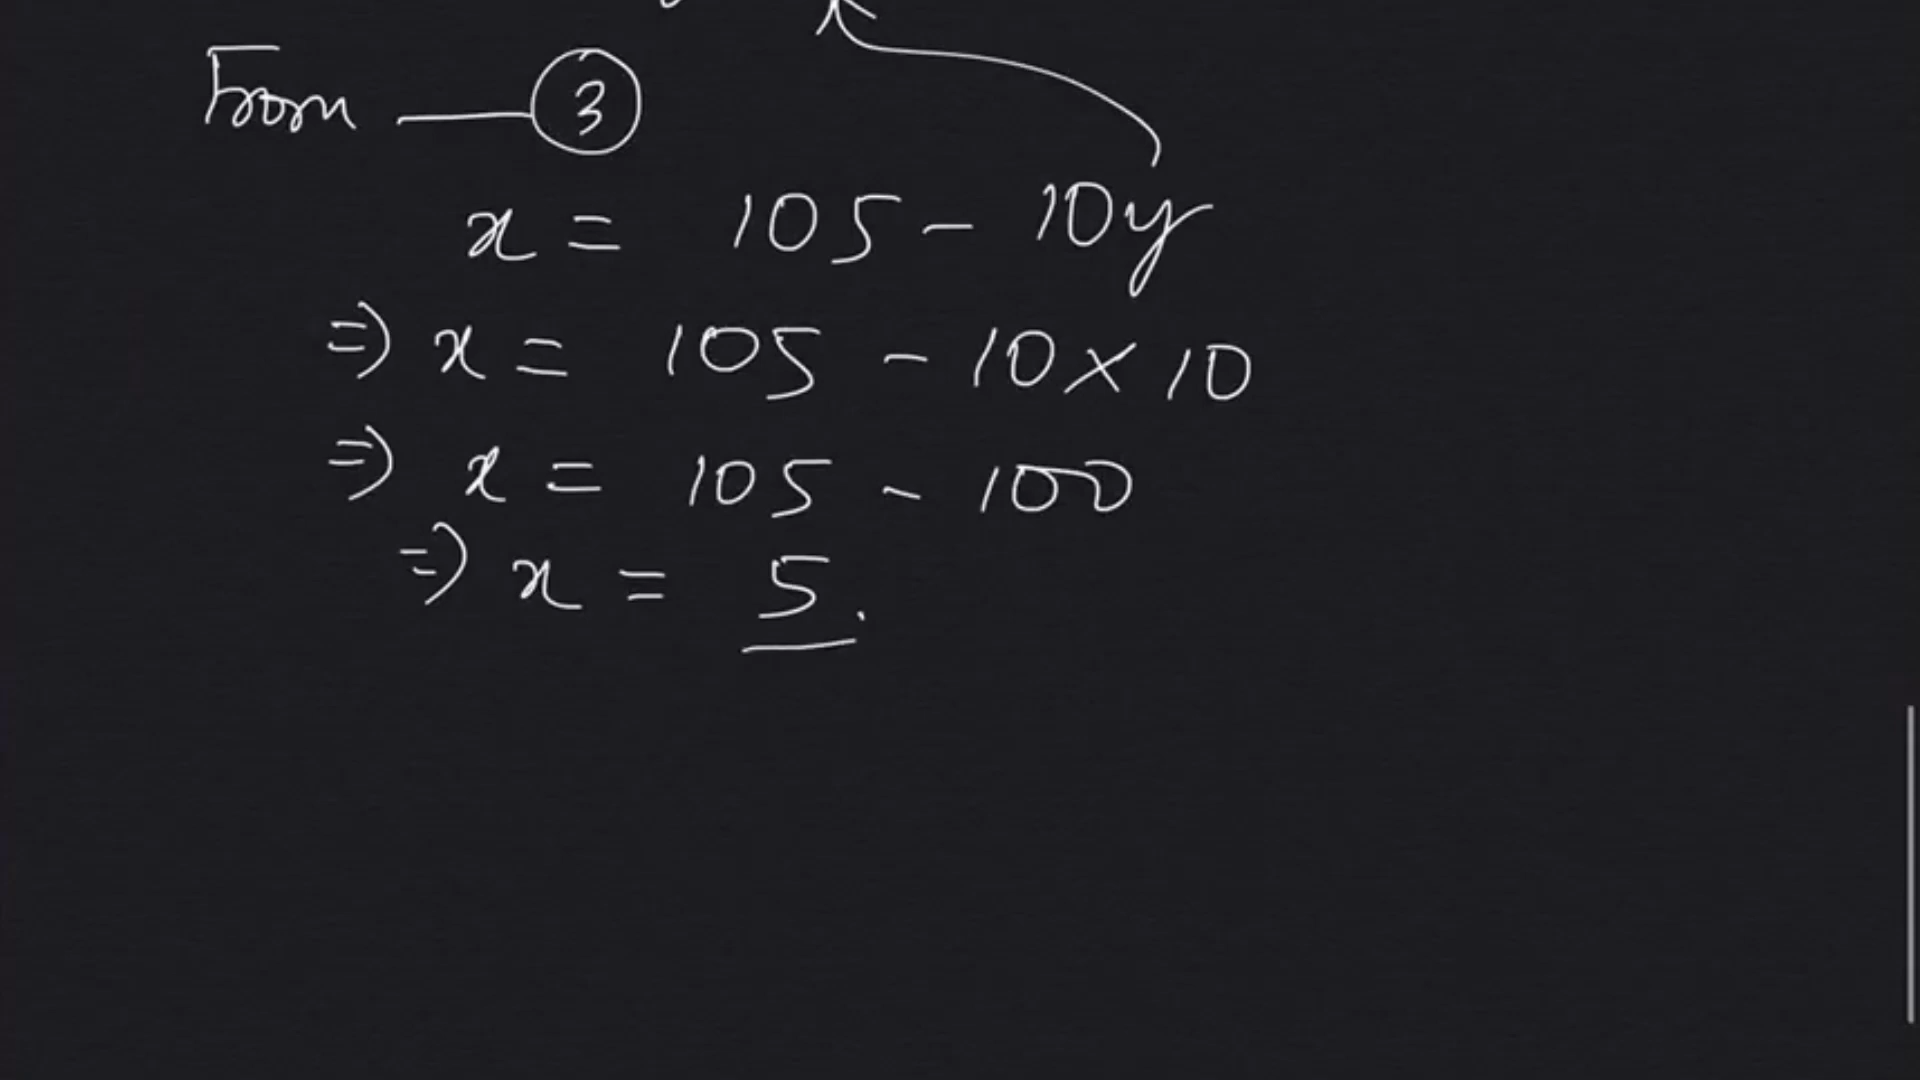 From —— ③
x = 105 - 10y
⇒ x = 105 - 10 × 10
⇒ x = 105 - 100
⇒ x = 5.